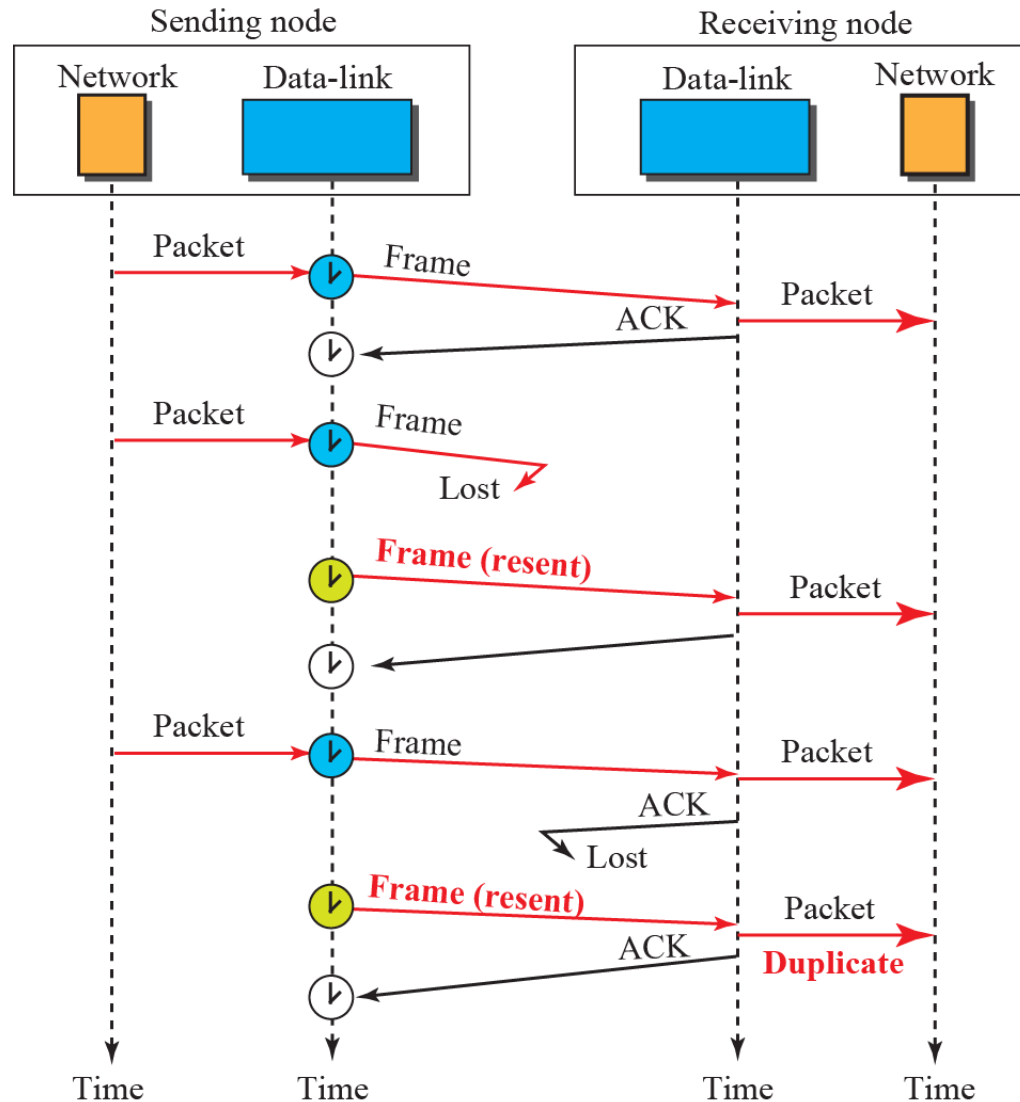 Sending node
Receiving node
Network
Data-link
Data-link
Network
Packet
Frame
Packet
ACK
Packet
Frame
Lost
Frame (resent)
Packet
Packet
Frame
Packet
ACK
Lost
Frame (resent)
Packet
ACK
Duplicate
Time
Time
Time
Time